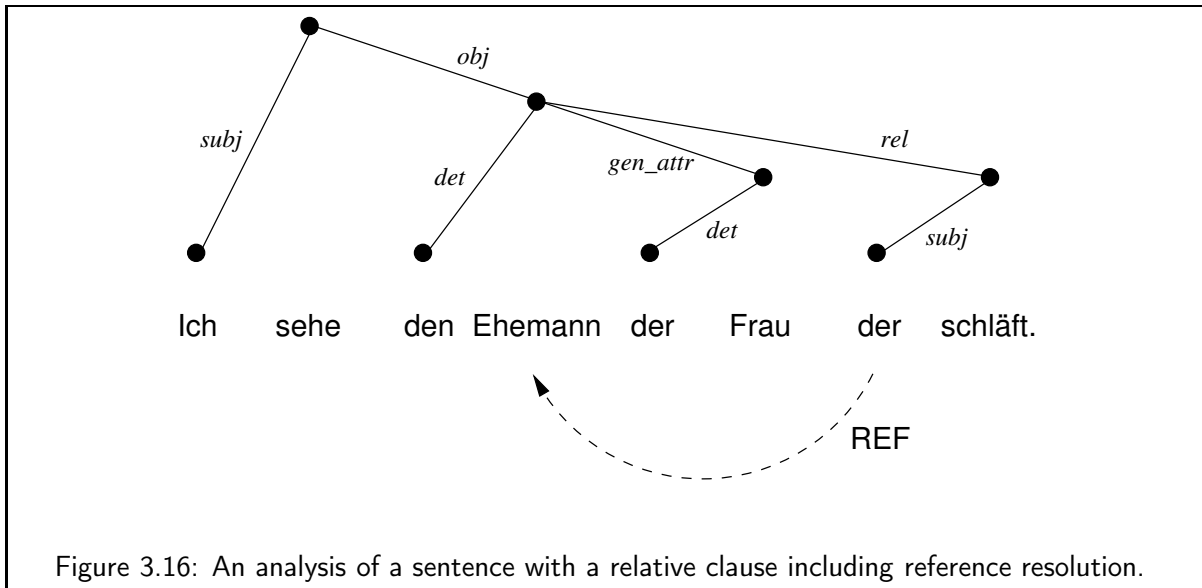 obj
subj
rel
gen_attr
det
det
subj
Ich sehe den Ehemann der Frau der schläft.
REF
Figure 3.16: An analysis of a sentence with a relative clause including reference resolution.